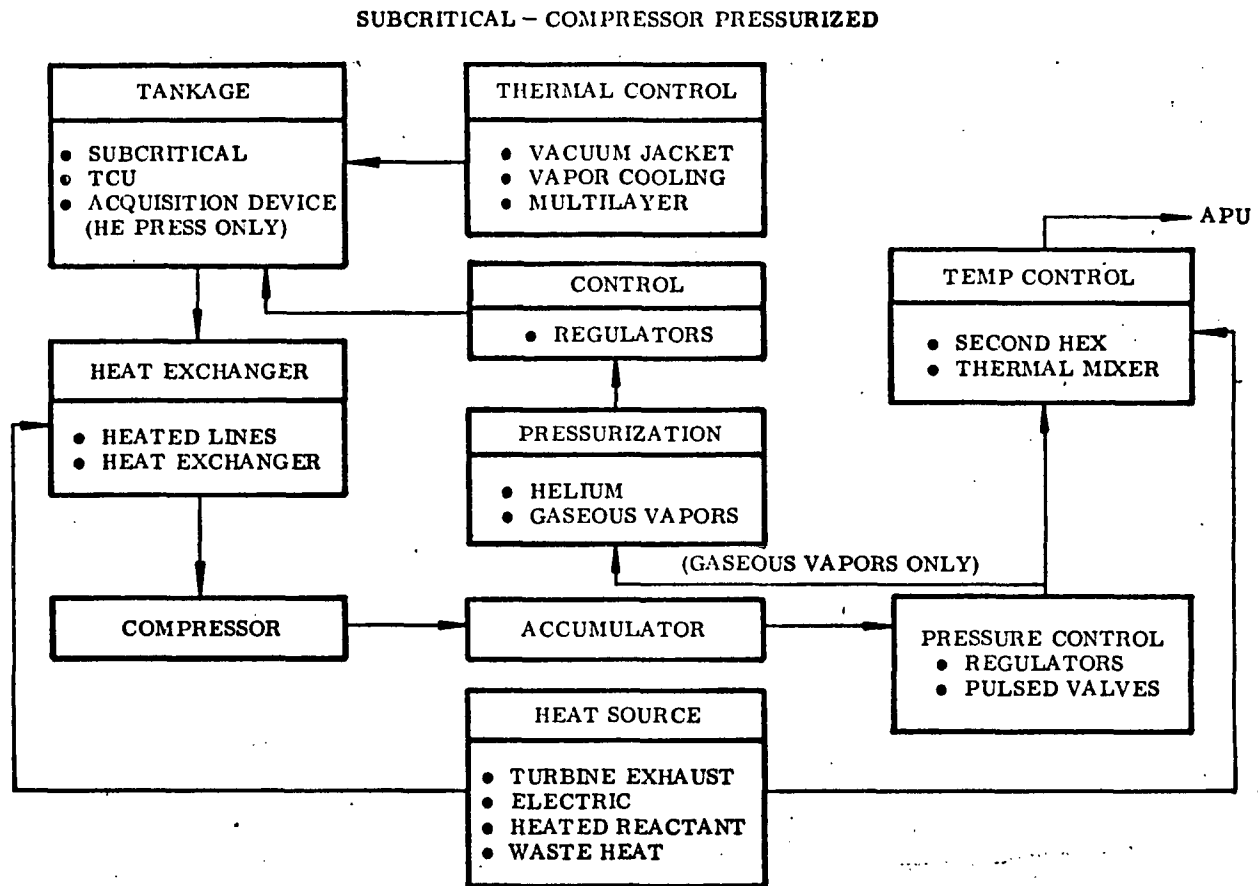 SUBCRITICAL – COMPRESSOR PRESSURIZED
TANKAGE
• SUBCRITICAL
• TCU
• ACQUISITION DEVICE
(HE PRESS ONLY)
THERMAL CONTROL
• VACUUM JACKET
• VAPOR COOLING
• MULTILAYER
APU
CONTROL
• REGULATORS
TEMP CONTROL
• SECOND HEX
• THERMAL MIXER
HEAT EXCHANGER
• HEATED LINES
• HEAT EXCHANGER
PRESSURIZATION
• HELIUM
• GASEOUS VAPORS
(GASEOUS VAPORS ONLY)
COMPRESSOR
ACCUMULATOR
PRESSURE CONTROL
• REGULATORS
• PULSED VALVES
HEAT SOURCE
• TURBINE EXHAUST
• ELECTRIC
• HEATED REACTANT
• WASTE HEAT